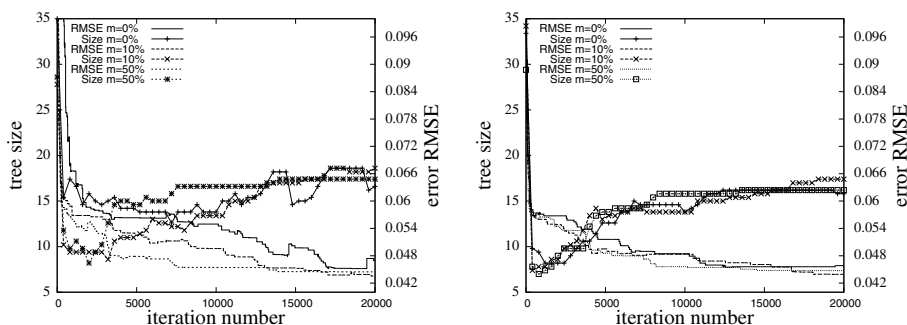 35
30
25
20
15
10
5
tree size
RMSE m=0%
Size m=0%
RMSE m=10%
Size m=10%
RMSE m=50%
Size m=50%
0.096
0.09
0.084
0.078
0.072
0.066
0.06
0.054
0.048
0.042
error RMSE
0 5000 10000 15000 20000
iteration number
35
30
25
20
15
10
5
tree size
RMSE m=0%
Size m=0%
RMSE m=10%
Size m=10%
RMSE m=50%
Size m=50%
0.096
0.09
0.084
0.078
0.072
0.066
0.06
0.054
0.048
0.042
error RMSE
0 5000 10000 15000 20000
iteration number